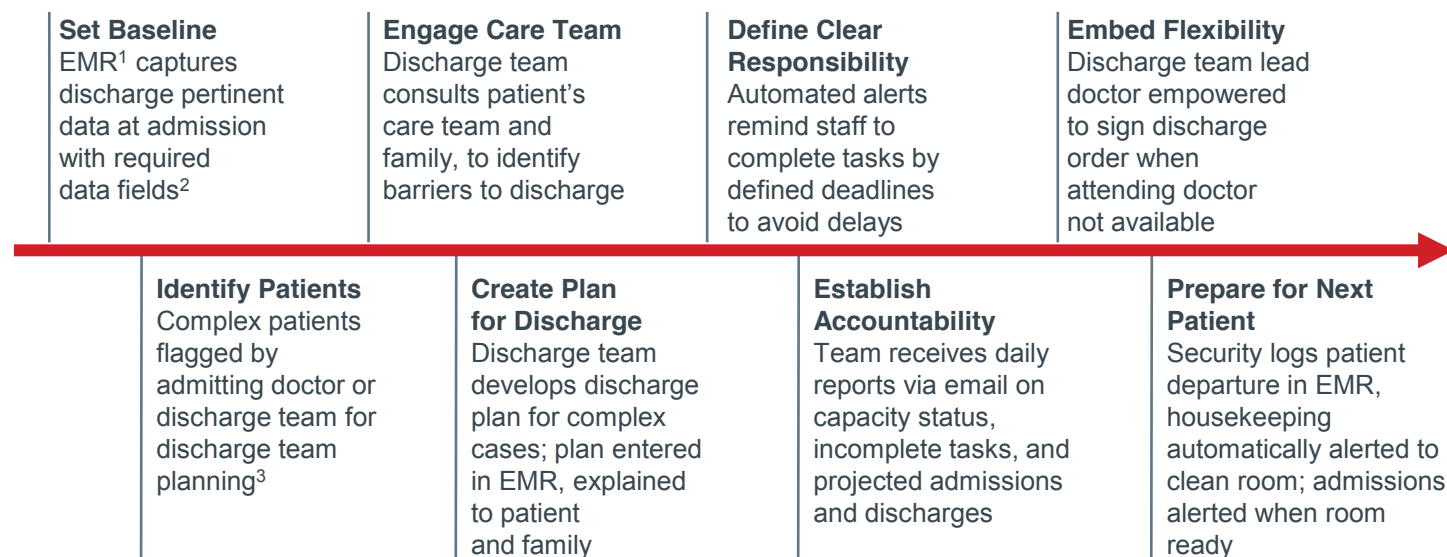 Set Baseline
EMR¹ captures
discharge pertinent
data at admission
with required
data fields²
Identify Patients
Complex patients
flagged by
admitting doctor or
discharge team for
discharge team
planning³
Engage Care Team
Discharge team
consults patient's
care team and
family, to identify
barriers to discharge
Create Plan
for Discharge
Discharge team
develops discharge
plan for complex
cases; plan entered
in EMR, explained
to patient
and family
Define Clear
Responsibility
Automated alerts
remind staff to
complete tasks by
defined deadlines
to avoid delays
Establish
Accountability
Team receives daily
reports via email on
capacity status,
incomplete tasks, and
projected admissions
and discharges
Embed Flexibility
Discharge team lead
doctor empowered
to sign discharge
order when
attending doctor
not available
Prepare for Next
Patient
Security logs patient
departure in EMR,
housekeeping
automatically alerted to
clean room; admissions
alerted when room
ready